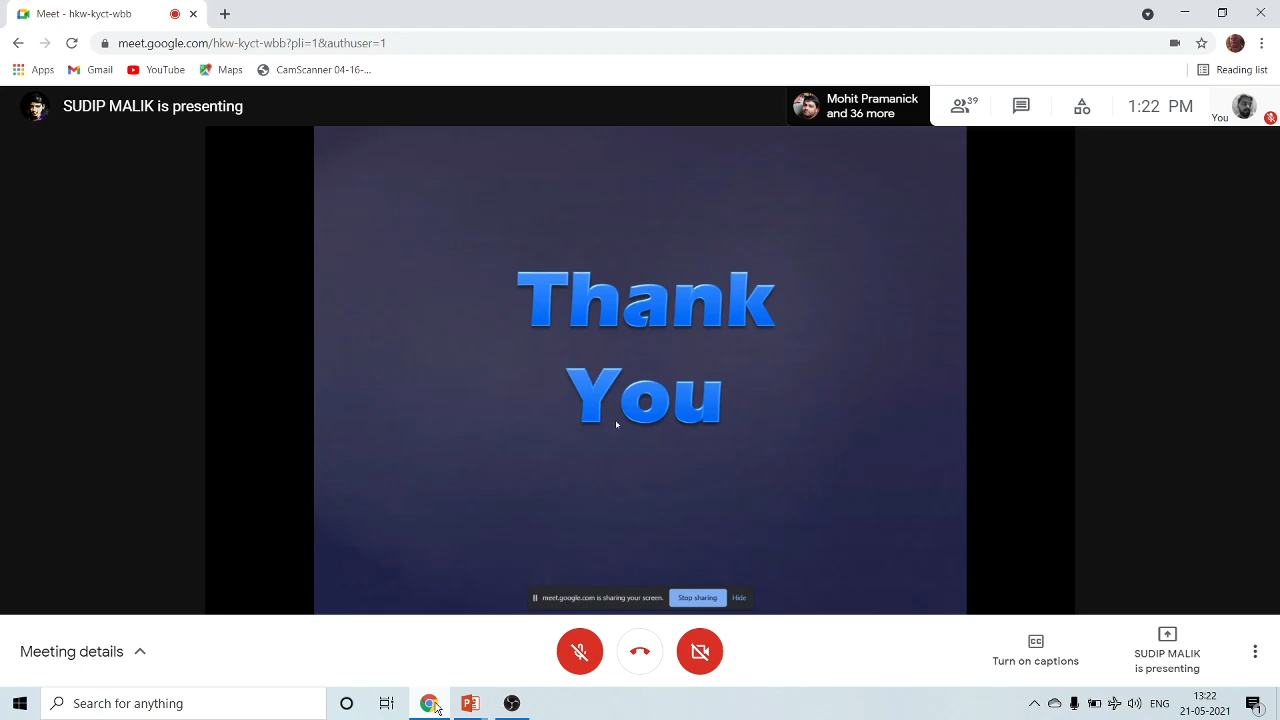 Meet - hkw-kyct-wbb
meet.google.com/hkw-kyct-wbb?pli=1&authuser=1
Apps Gmail YouTube Maps CamScanner 04-16-... Reading list
SUDIP MALIK is presenting
Mohit Pramanick
and 36 more
39
1:22 PM
You
Thank
You
meet.google.com is sharing your screen. Stop sharing Hide
Meeting details
Turn on captions
SUDIP MALIK
is presenting
Search for anything
ENG
13:22
21-05-2021
1